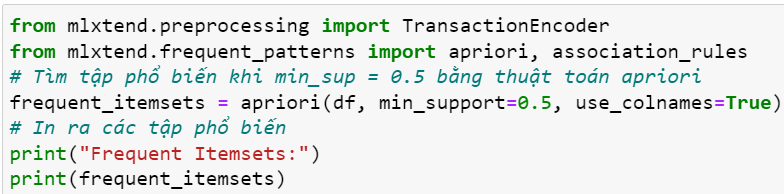 from mlxtend.preprocessing import TransactionEncoder
from mlxtend.frequent_patterns import apriori, association_rules
# Tìm tập phổ biến khi min_sup = 0.5 bằng thuật toán apriori
frequent_itemsets = apriori(df, min_support=0.5, use_colnames=True)
# In ra các tập phổ biến
print("Frequent Itemsets:")
print(frequent_itemsets)